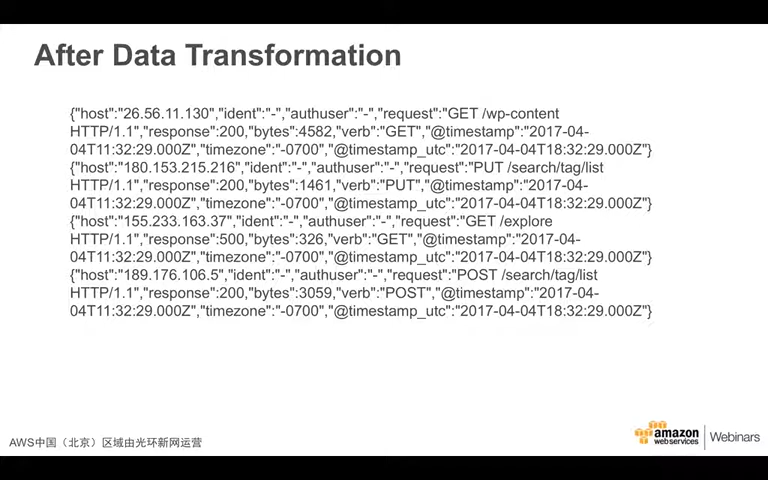 After Data Transformation
{"host":"26.56.11.130","ident":"-","authuser":"-","request":"GET /wp-content
HTTP/1.1","response":200,"bytes":4582,"verb":"GET","@timestamp":"2017-04-
04T11:32:29.000Z","timezone":"-0700","@timestamp_utc":"2017-04-04T18:32:29.000Z"}
{"host":"180.153.215.216","ident":"-","authuser":"-","request":"PUT /search/tag/list
HTTP/1.1","response":200,"bytes":1461,"verb":"PUT","@timestamp":"2017-04-
04T11:32:29.000Z","timezone":"-0700","@timestamp_utc":"2017-04-04T18:32:29.000Z"}
{"host":"155.233.163.37","ident":"-","authuser":"-","request":"GET /explore
HTTP/1.1","response":500,"bytes":326,"verb":"GET","@timestamp":"2017-04-
04T11:32:29.000Z","timezone":"-0700","@timestamp_utc":"2017-04-04T18:32:29.000Z"}
{"host":"189.176.106.5","ident":"-","authuser":"-","request":"POST /search/tag/list
HTTP/1.1","response":200,"bytes":3059,"verb":"POST","@timestamp":"2017-04-
04T11:32:29.000Z","timezone":"-0700","@timestamp_utc":"2017-04-04T18:32:29.000Z"}
AWS中国（北京）区域由光环新网运营
amazon
webservices
Webinars